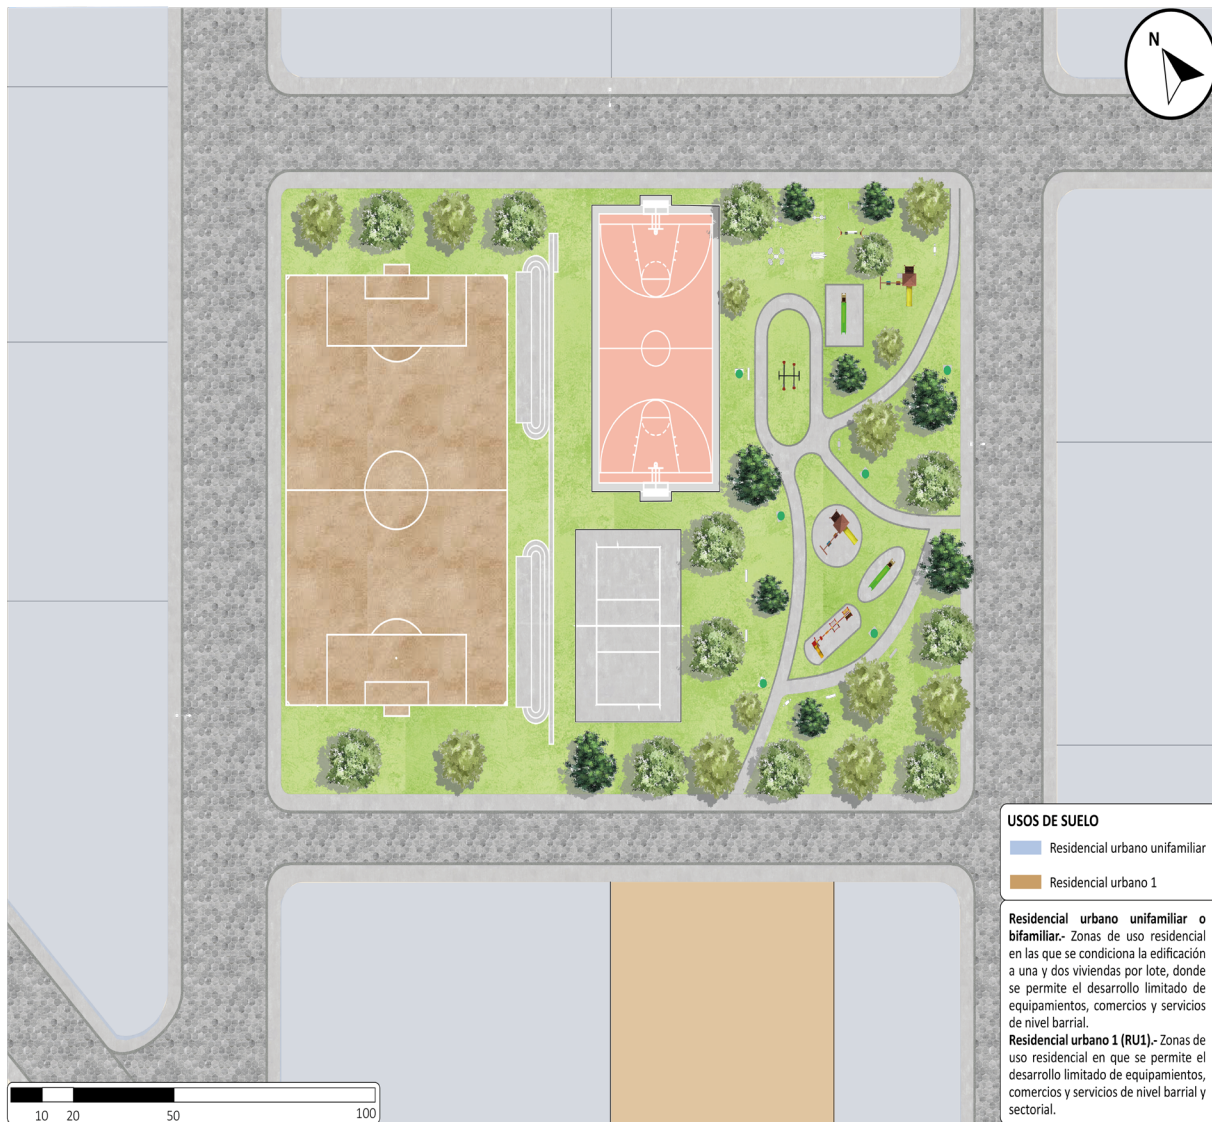 N
USOS DE SUELO
Residencial urbano unifamiliar
Residencial urbano 1
Residencial urbano unifamiliar o
bifamiliar.- Zonas de uso residencial
en las que se condiciona la edificación
a una y dos viviendas por lote, donde
se permite el desarrollo limitado de
equipamientos, comercios y servicios
de nivel barrial.
Residencial urbano 1 (RU1).- Zonas de
uso residencial en que se permite el
desarrollo limitado de equipamientos,
comercios y servicios de nivel barrial y
sectorial.
10 20 50 100